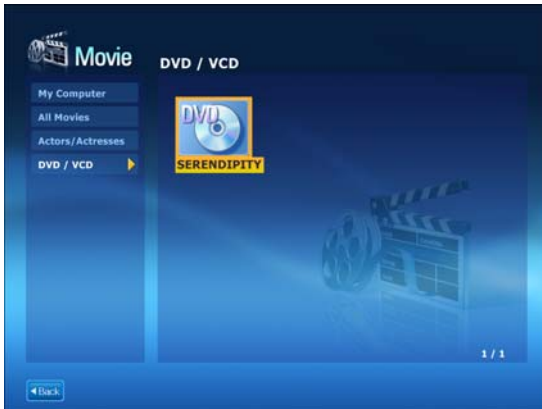 Movie
DVD / VCD
My Computer
All Movies
Actors/Actresses
DVD / VCD
DVD
SERENDIPITY
1 / 1
Back